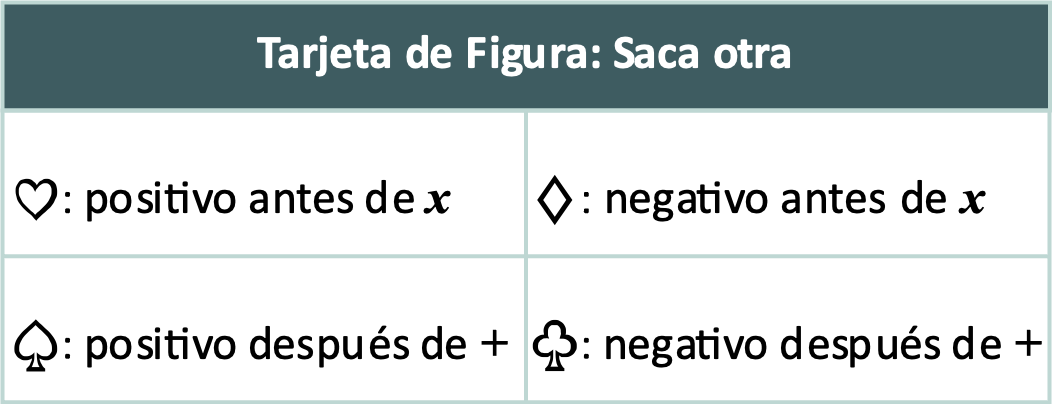 Tarjeta de Figura: Saca otra
♡: positivo antes de x
♢: negativo antes de x
♤: positivo después de +
♧: negativo después de +